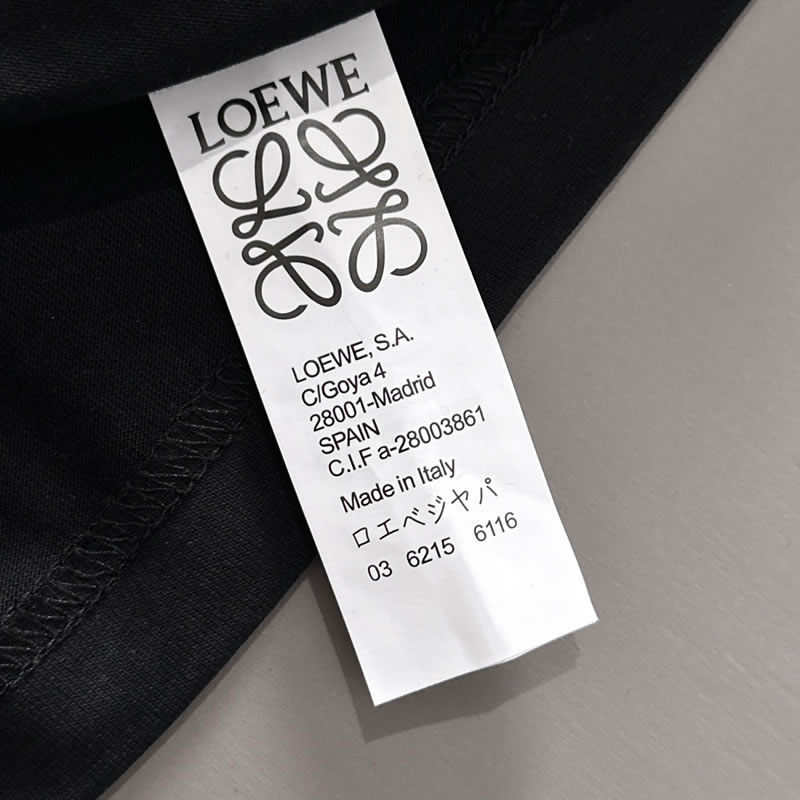 LOEWE
LOEWE, S.A.
C/Goya 4
28001-Madrid
SPAIN
C.I.F a-28003861
Made in Italy
ロエベジヤパ
03 6215 6116